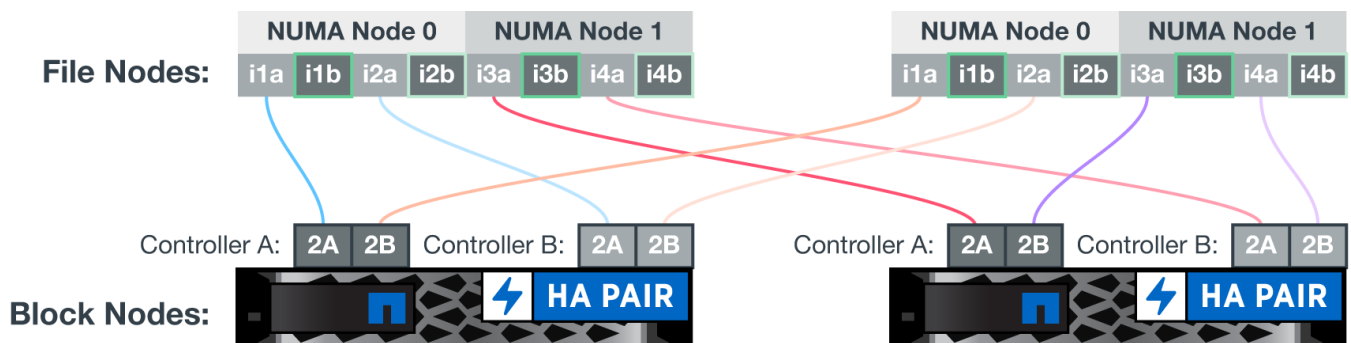 NUMA Node 0 NUMA Node 1 NUMA Node 0 NUMA Node 1
File Nodes: i1a i1b i2a i2b i3a i3b i4a i4b i1a i1b i2a i2b i3a i3b i4a i4b
Controller A: 2A 2B Controller B: 2A 2B Controller A: 2A 2B Controller B: 2A 2B
Block Nodes: HA PAIR HA PAIR